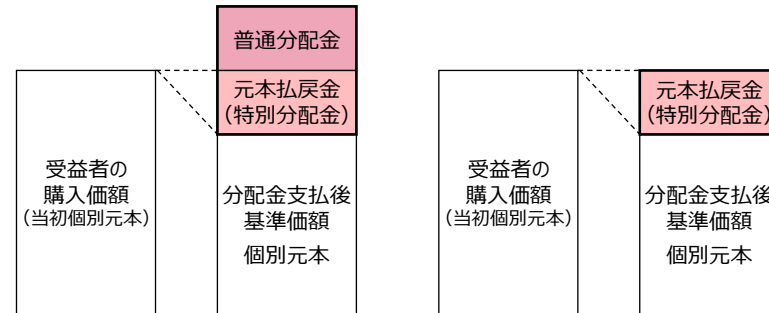 普通分配金
元本払戻金
(特別分配金)
受益者の
購入価額
(当初個別元本)
分配金支払後
基準価額
個別元本
元本払戻金
(特別分配金)
受益者の
購入価額
(当初個別元本)
分配金支払後
基準価額
個別元本